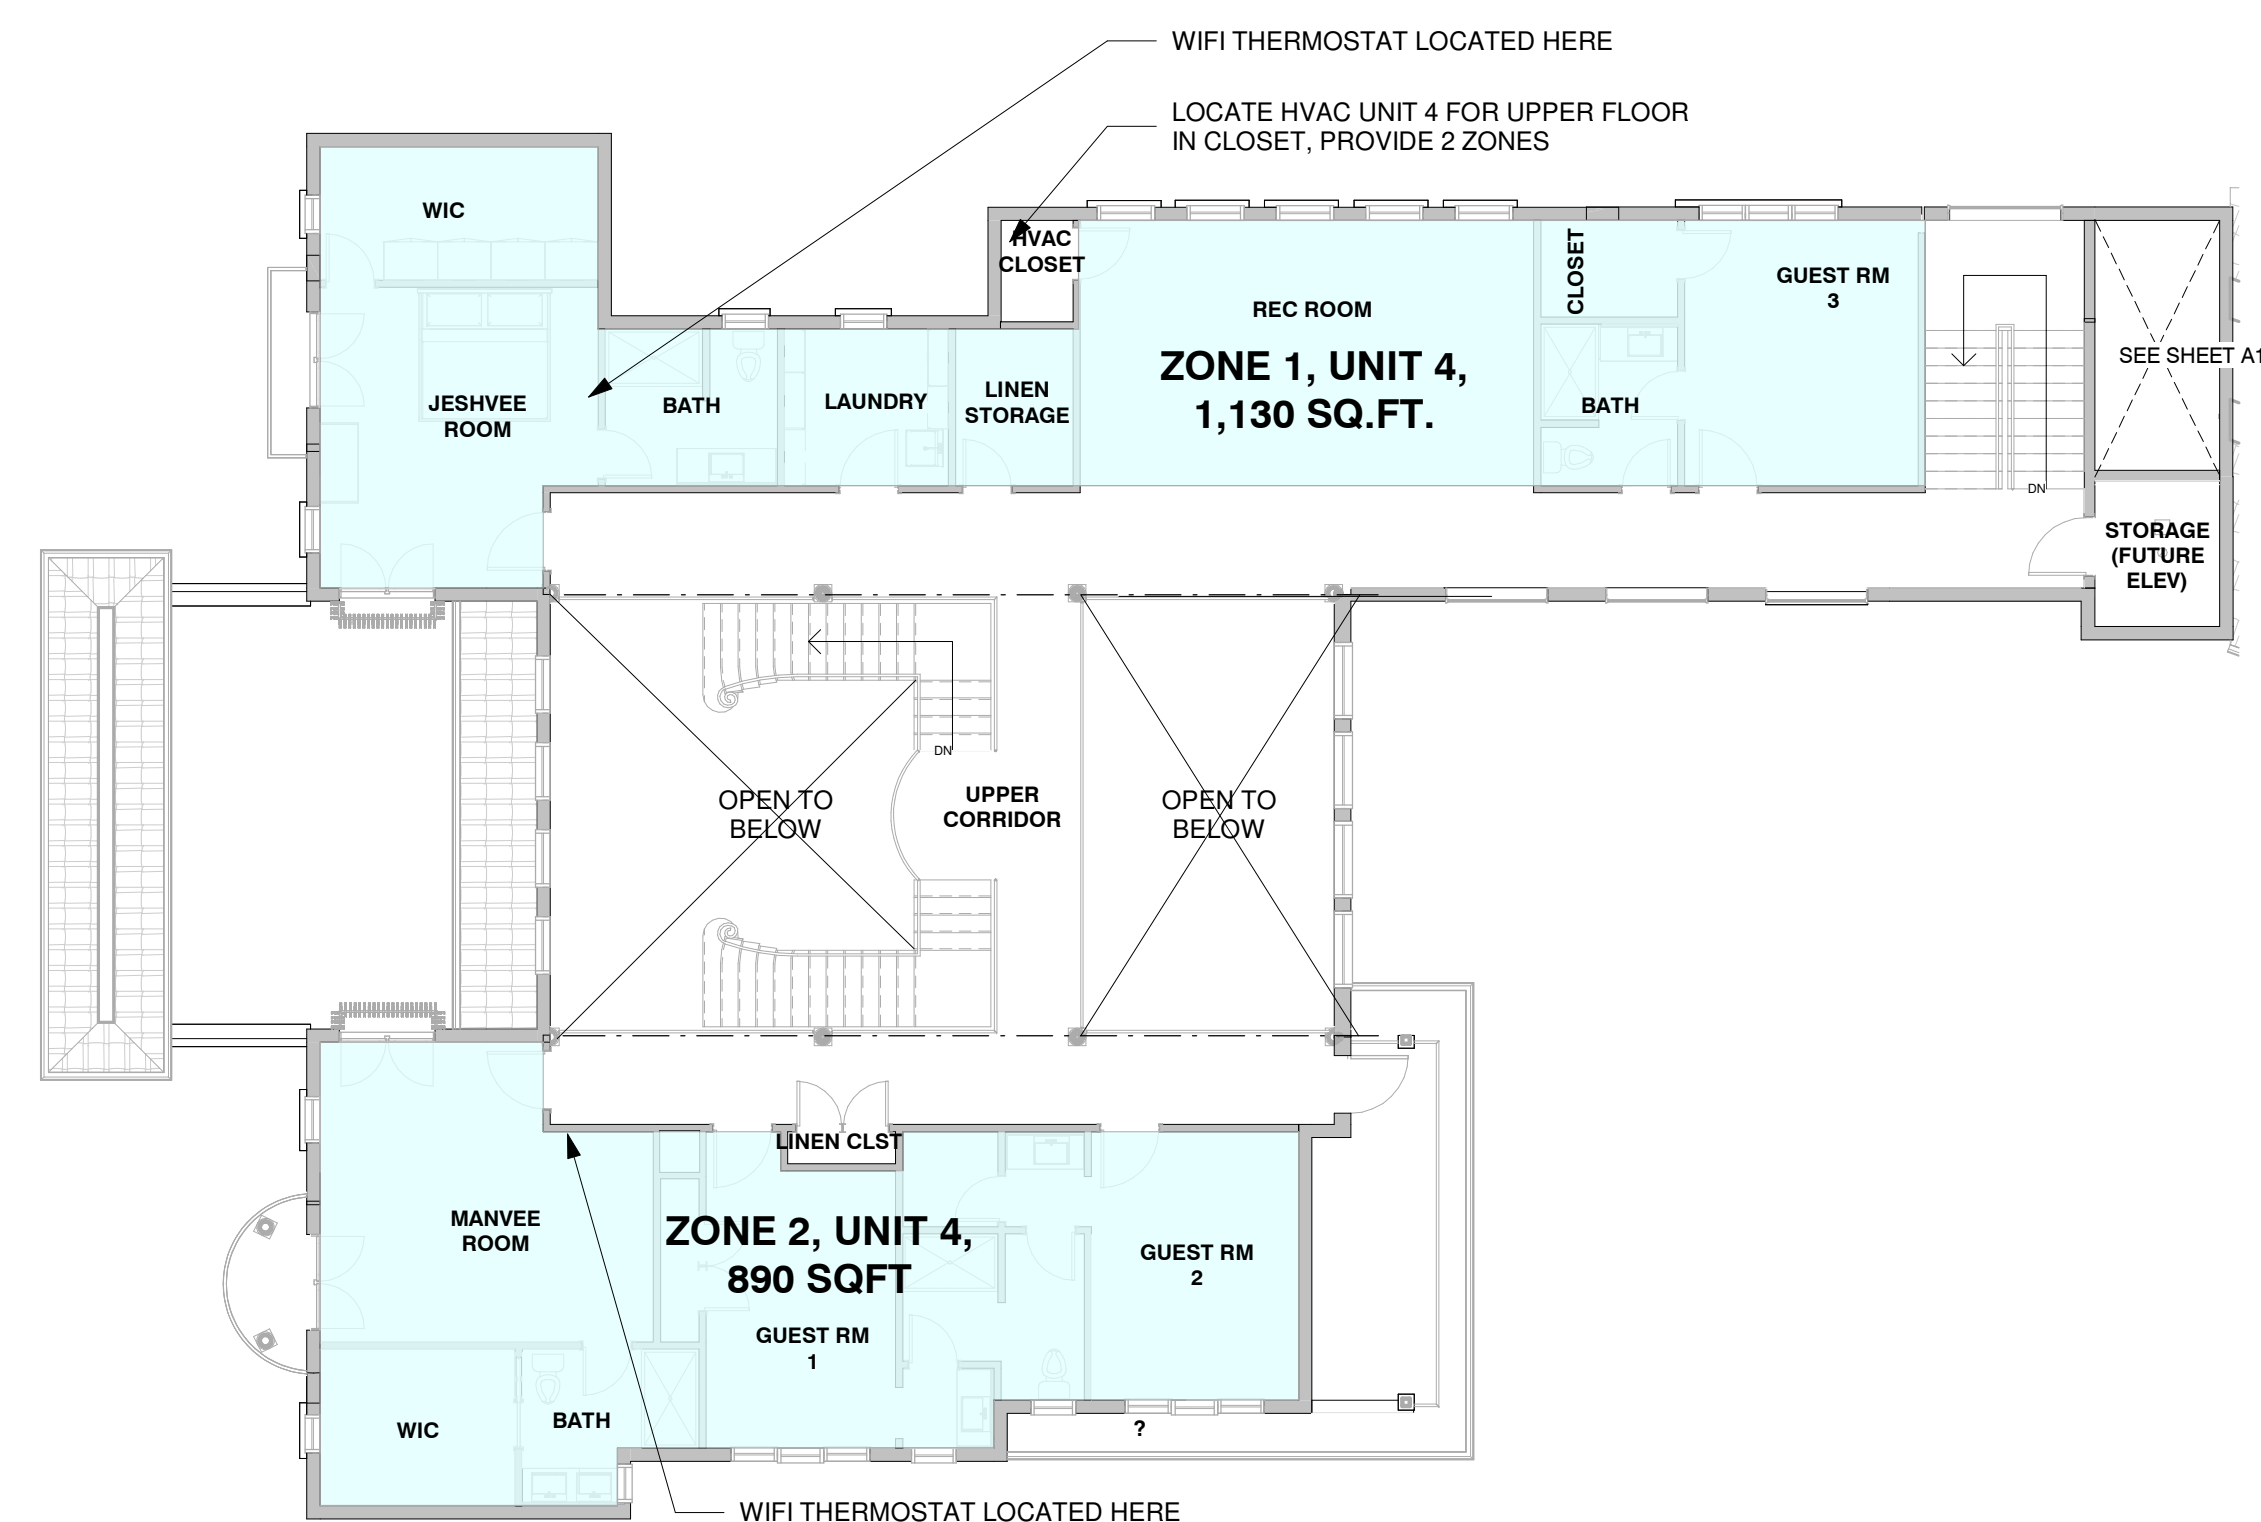 WIFI THERMOSTAT LOCATED HERE
LOCATE HVAC UNIT 4 FOR UPPER FLOOR
IN CLOSET, PROVIDE 2 ZONES
WIC
HVAC
CLOSET
CLOSET
GUEST RM
3
REC ROOM
ZONE 1, UNIT 4,
1,130 SQ.FT.
SEE SHEET A1
JESHVEE
ROOM
BATH
LAUNDRY
LINEN
STORAGE
BATH
DN
STORAGE
(FUTURE
ELEV)
DN
OPEN TO
BELOW
UPPER
CORRIDOR
OPEN TO
BELOW
LINEN CLST
MANVEE
ROOM
ZONE 2, UNIT 4,
890 SQFT
GUEST RM
2
GUEST RM
1
WIC
BATH
?
WIFI THERMOSTAT LOCATED HERE